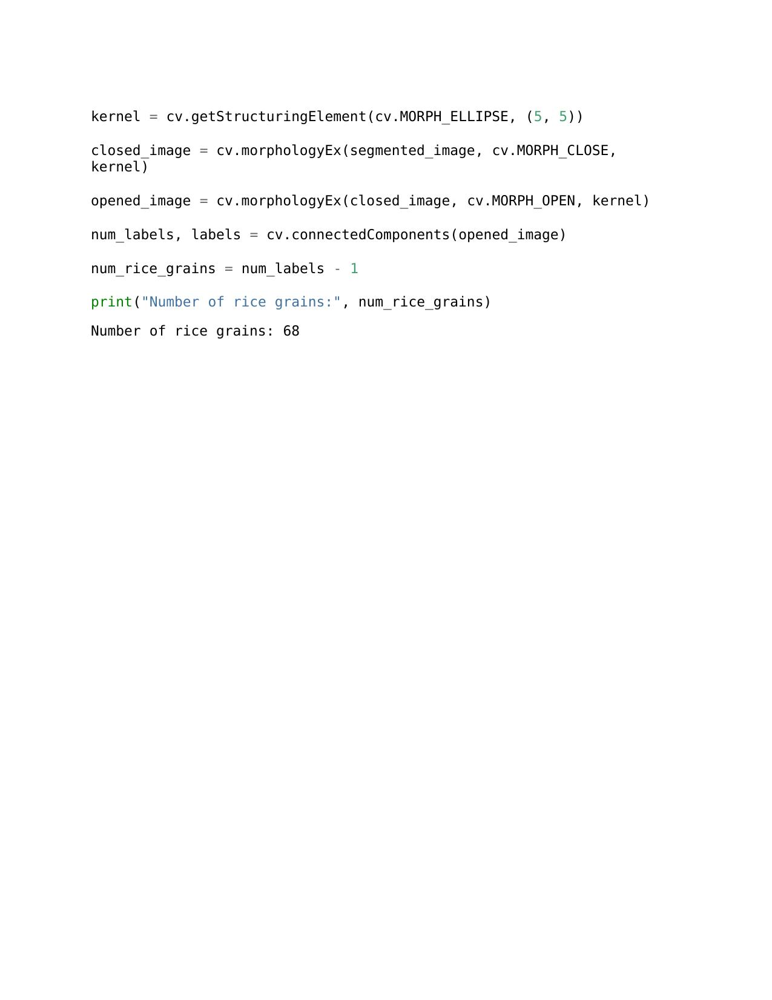 kernel = cv.getStructuringElement(cv.MORPH_ELLIPSE, (5, 5))
closed_image = cv.morphologyEx(segmented_image, cv.MORPH_CLOSE,
kernel)
opened_image = cv.morphologyEx(closed_image, cv.MORPH_OPEN, kernel)
num_labels, labels = cv.connectedComponents(opened_image)
num_rice_grains = num_labels - 1
print("Number of rice grains:", num_rice_grains)
Number of rice grains: 68